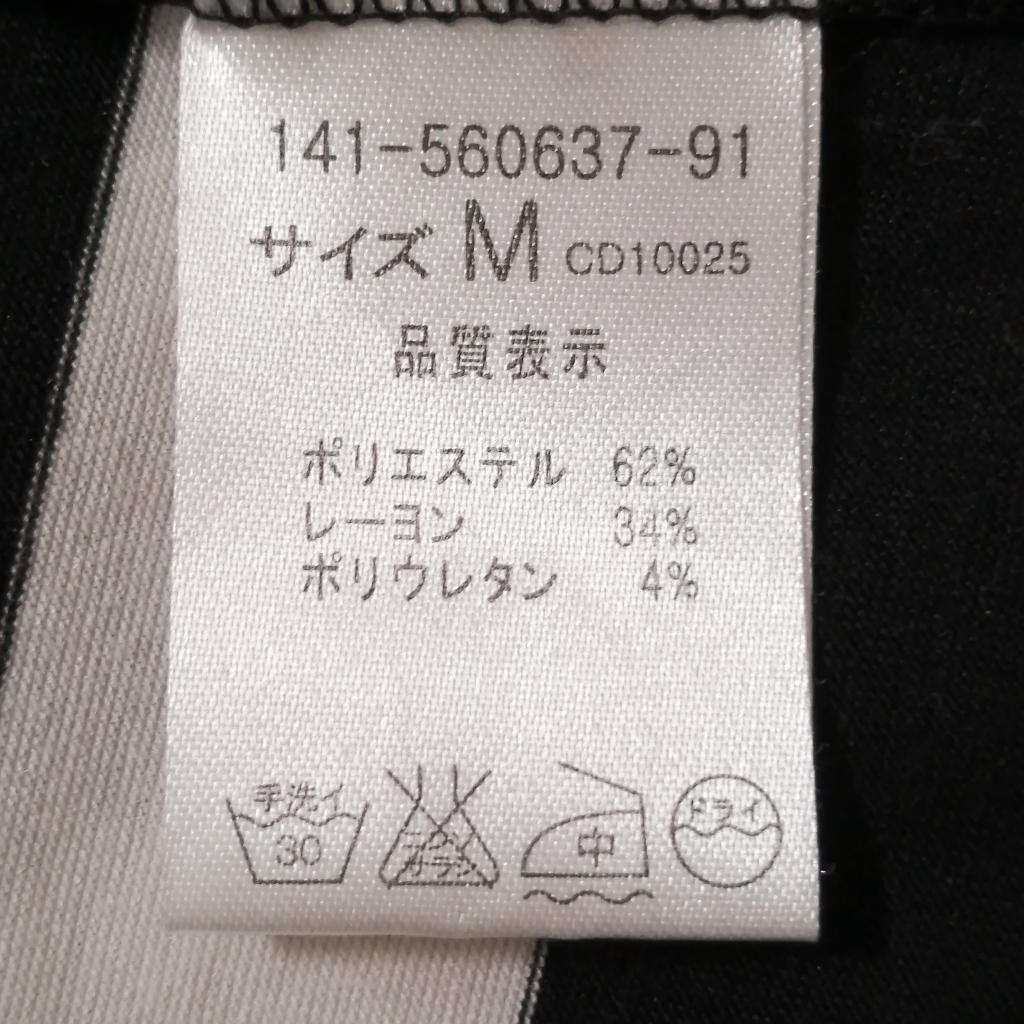 141-560637-91
サイズ M CD10025
品質表示
ポリエステル 62%
レーヨン 34%
ポリウレタン 4%
手洗イ
30
エンソ
サラシ
中
ドライ